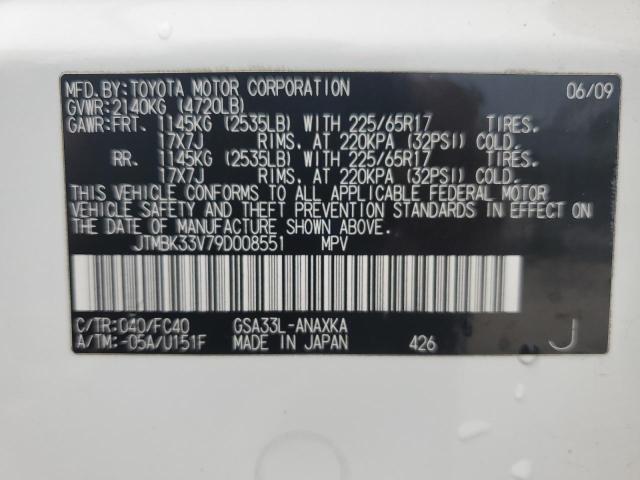 MFD.BY:TOYOTA MOTOR CORPORATION 06/09
GVWR:2140KG (4720LB)
GAWR:FRT. 1145KG (2535LB) WITH 225/65R17 TIRES.
17X7J RIMS, AT 220KPA (32PSI) COLD.
RR. 1145KG (2535LB) WITH 225/65R17 TIRES.
17X7J RIMS, AT 220KPA (32PSI) COLD.
THIS VEHICLE CONFORMS TO ALL APPLICABLE FEDERAL MOTOR
VEHICLE SAFETY AND THEFT PREVENTION STANDARDS IN EFFECT ON
THE DATE OF MANUFACTURE SHOWN ABOVE.
JTMBK33V79D008551 MPV
C/TR:040/FC40 GSA33L-ANAXKA
A/TM:-05A/U151F MADE IN JAPAN 426 J